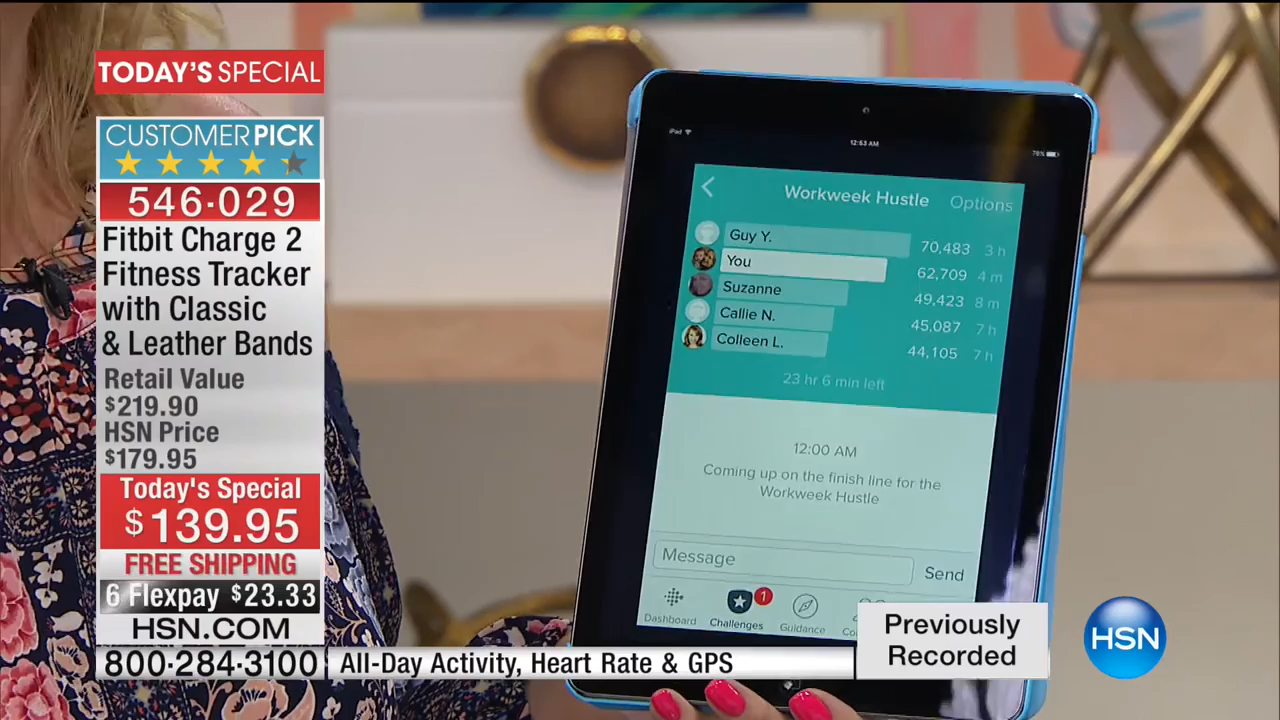 TODAY'S SPECIAL
CUSTOMER PICK
546·029
Fitbit Charge 2
Fitness Tracker
with Classic
& Leather Bands
Retail Value
$219.90
HSN Price
$179.95
Today's Special
$139.95
FREE SHIPPING
6 Flexpay $23.33
HSN.COM
800·284·3100
All-Day Activity, Heart Rate & GPS
iPad
12:53 AM
Workweek Hustle
Options
Guy Y. 70,483 3 h
You 62,709 4 m
Suzanne 49,423 8 m
Callie N. 45,087 7 h
Colleen L. 44,105 7 h
23 hr 6 min left
12:00 AM
Coming up on the finish line for the
Workweek Hustle
Message
Send
1
Dashboard Challenges Guidance
Previously
Recorded
HSN